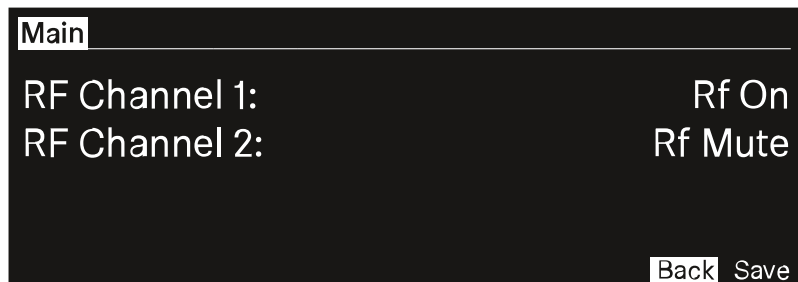 Main
RF Channel 1: Rf On
RF Channel 2: Rf Mute
Back Save